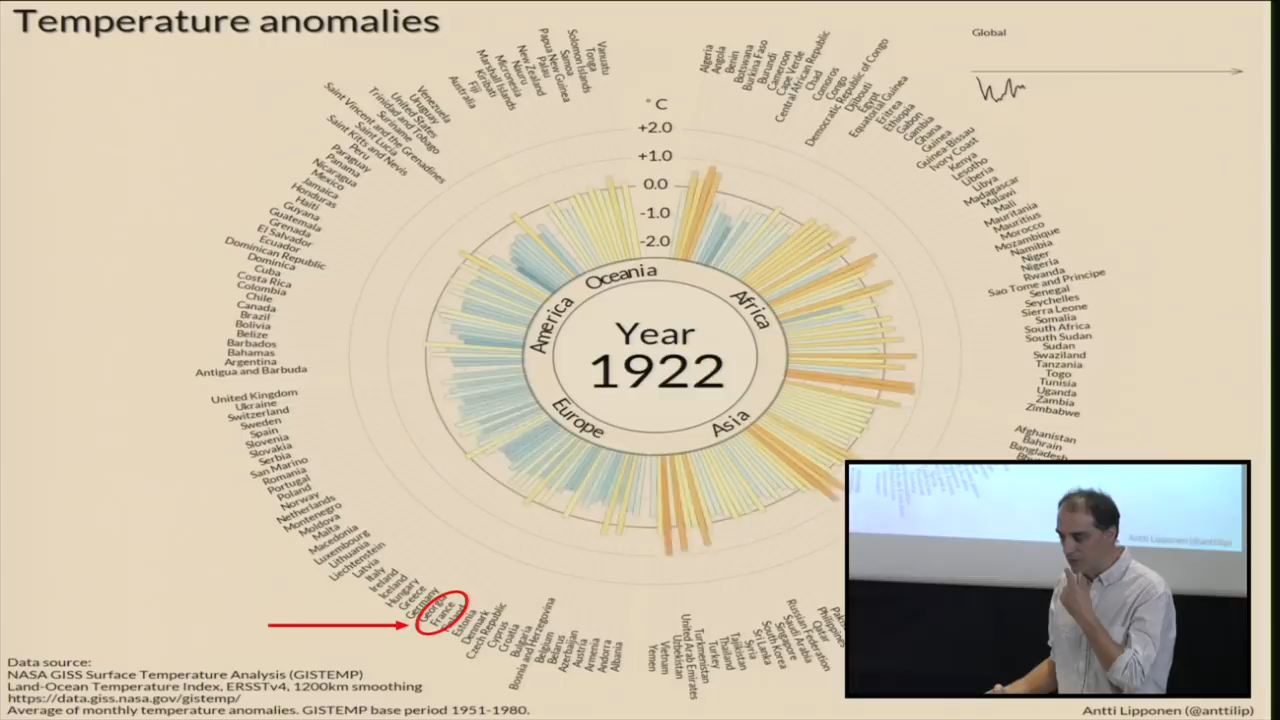 Temperature anomalies
Global
° C
+2.0
+1.0
0.0
-1.0
-2.0
Year
1922
Oceania
Africa
Asia
Europe
America
Algeria
Angola
Benin
Botswana
Burkina Faso
Burundi
Cameroon
Cape Verde
Central African Republic
Chad
Comoros
Congo
Democratic Republic of Congo
Djibouti
Egypt
Equatorial Guinea
Eritrea
Ethiopia
Gabon
Gambia
Ghana
Guinea
Guinea-Bissau
Ivory Coast
Kenya
Lesotho
Liberia
Libya
Madagascar
Malawi
Mali
Mauritania
Mauritius
Morocco
Mozambique
Namibia
Niger
Nigeria
Rwanda
Sao Tome and Principe
Senegal
Seychelles
Sierra Leone
Somalia
South Africa
South Sudan
Sudan
Swaziland
Tanzania
Togo
Tunisia
Uganda
Zambia
Zimbabwe
Afghanistan
Bahrain
Bangladesh
Philippines
Qatar
Russian Federation
Saudi Arabia
Singapore
South Korea
Sri Lanka
Syria
Tajikistan
Thailand
Turkey
Turkmenistan
United Arab Emirates
Uzbekistan
Vietnam
Yemen
Albania
Andorra
Armenia
Austria
Azerbaijan
Belarus
Belgium
Bosnia and Herzegovina
Bulgaria
Croatia
Cyprus
Czech Republic
Denmark
Estonia
Finland
France
Georgia
Germany
Greece
Hungary
Iceland
Ireland
Italy
Latvia
Liechtenstein
Lithuania
Luxembourg
Macedonia
Malta
Moldova
Montenegro
Netherlands
Norway
Poland
Portugal
Romania
San Marino
Serbia
Slovakia
Slovenia
Spain
Sweden
Switzerland
Ukraine
United Kingdom
Antigua and Barbuda
Argentina
Bahamas
Barbados
Belize
Bolivia
Brazil
Canada
Chile
Colombia
Costa Rica
Cuba
Dominica
Dominican Republic
Ecuador
El Salvador
Grenada
Guatemala
Guyana
Haiti
Honduras
Jamaica
Mexico
Nicaragua
Panama
Paraguay
Peru
Saint Kitts and Nevis
Saint Lucia
Saint Vincent and the Grenadines
Suriname
Trinidad and Tobago
United States
Uruguay
Venezuela
Australia
Fiji
Kiribati
Marshall Islands
Micronesia
Nauru
New Zealand
Palau
Papua New Guinea
Samoa
Solomon Islands
Tonga
Vanuatu
Data source:
NASA GISS Surface Temperature Analysis (GISTEMP)
Land-Ocean Temperature Index, ERSSTv4, 1200km smoothing
https://data.giss.nasa.gov/gistemp/
Average of monthly temperature anomalies. GISTEMP base period 1951-1980.
Antti Lipponen (@anttilip)
Antti Lipponen (@anttilip)